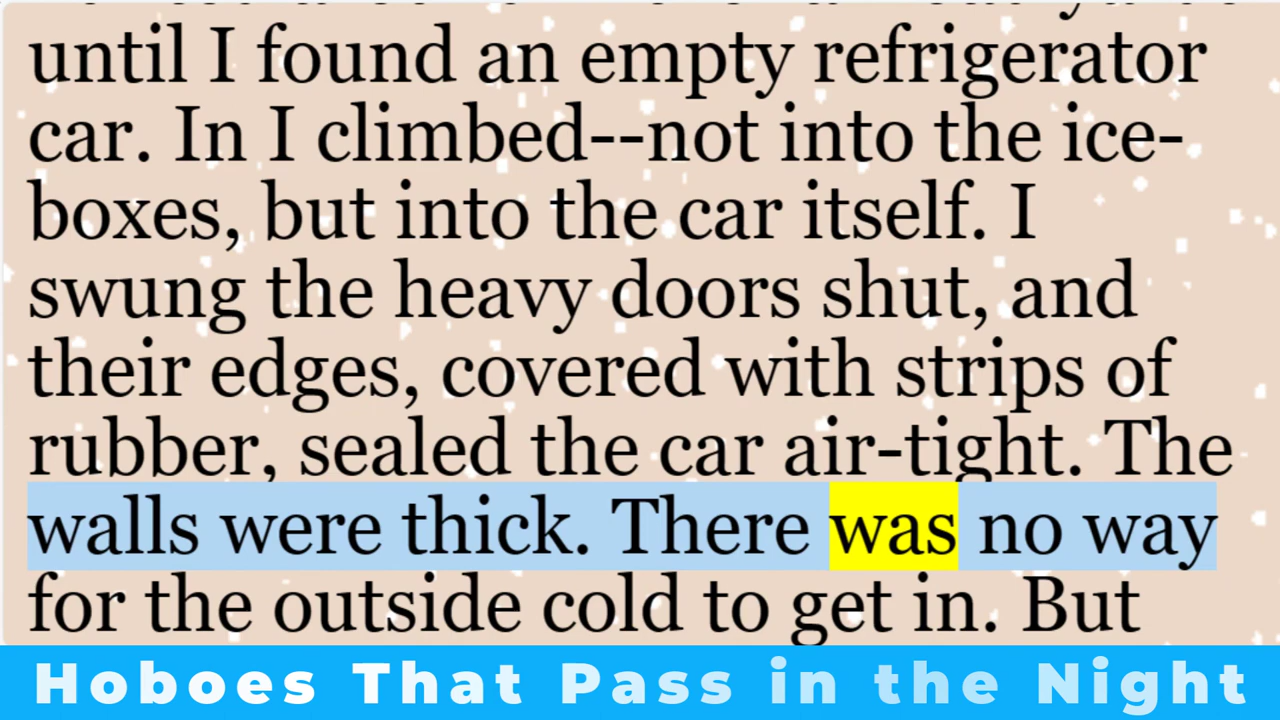 until I found an empty refrigerator
car. In I climbed--not into the ice-
boxes, but into the car itself. I
swung the heavy doors shut, and
their edges, covered with strips of
rubber, sealed the car air-tight. The
walls were thick. There was no way
for the outside cold to get in. But
Hoboes That Pass in the Night